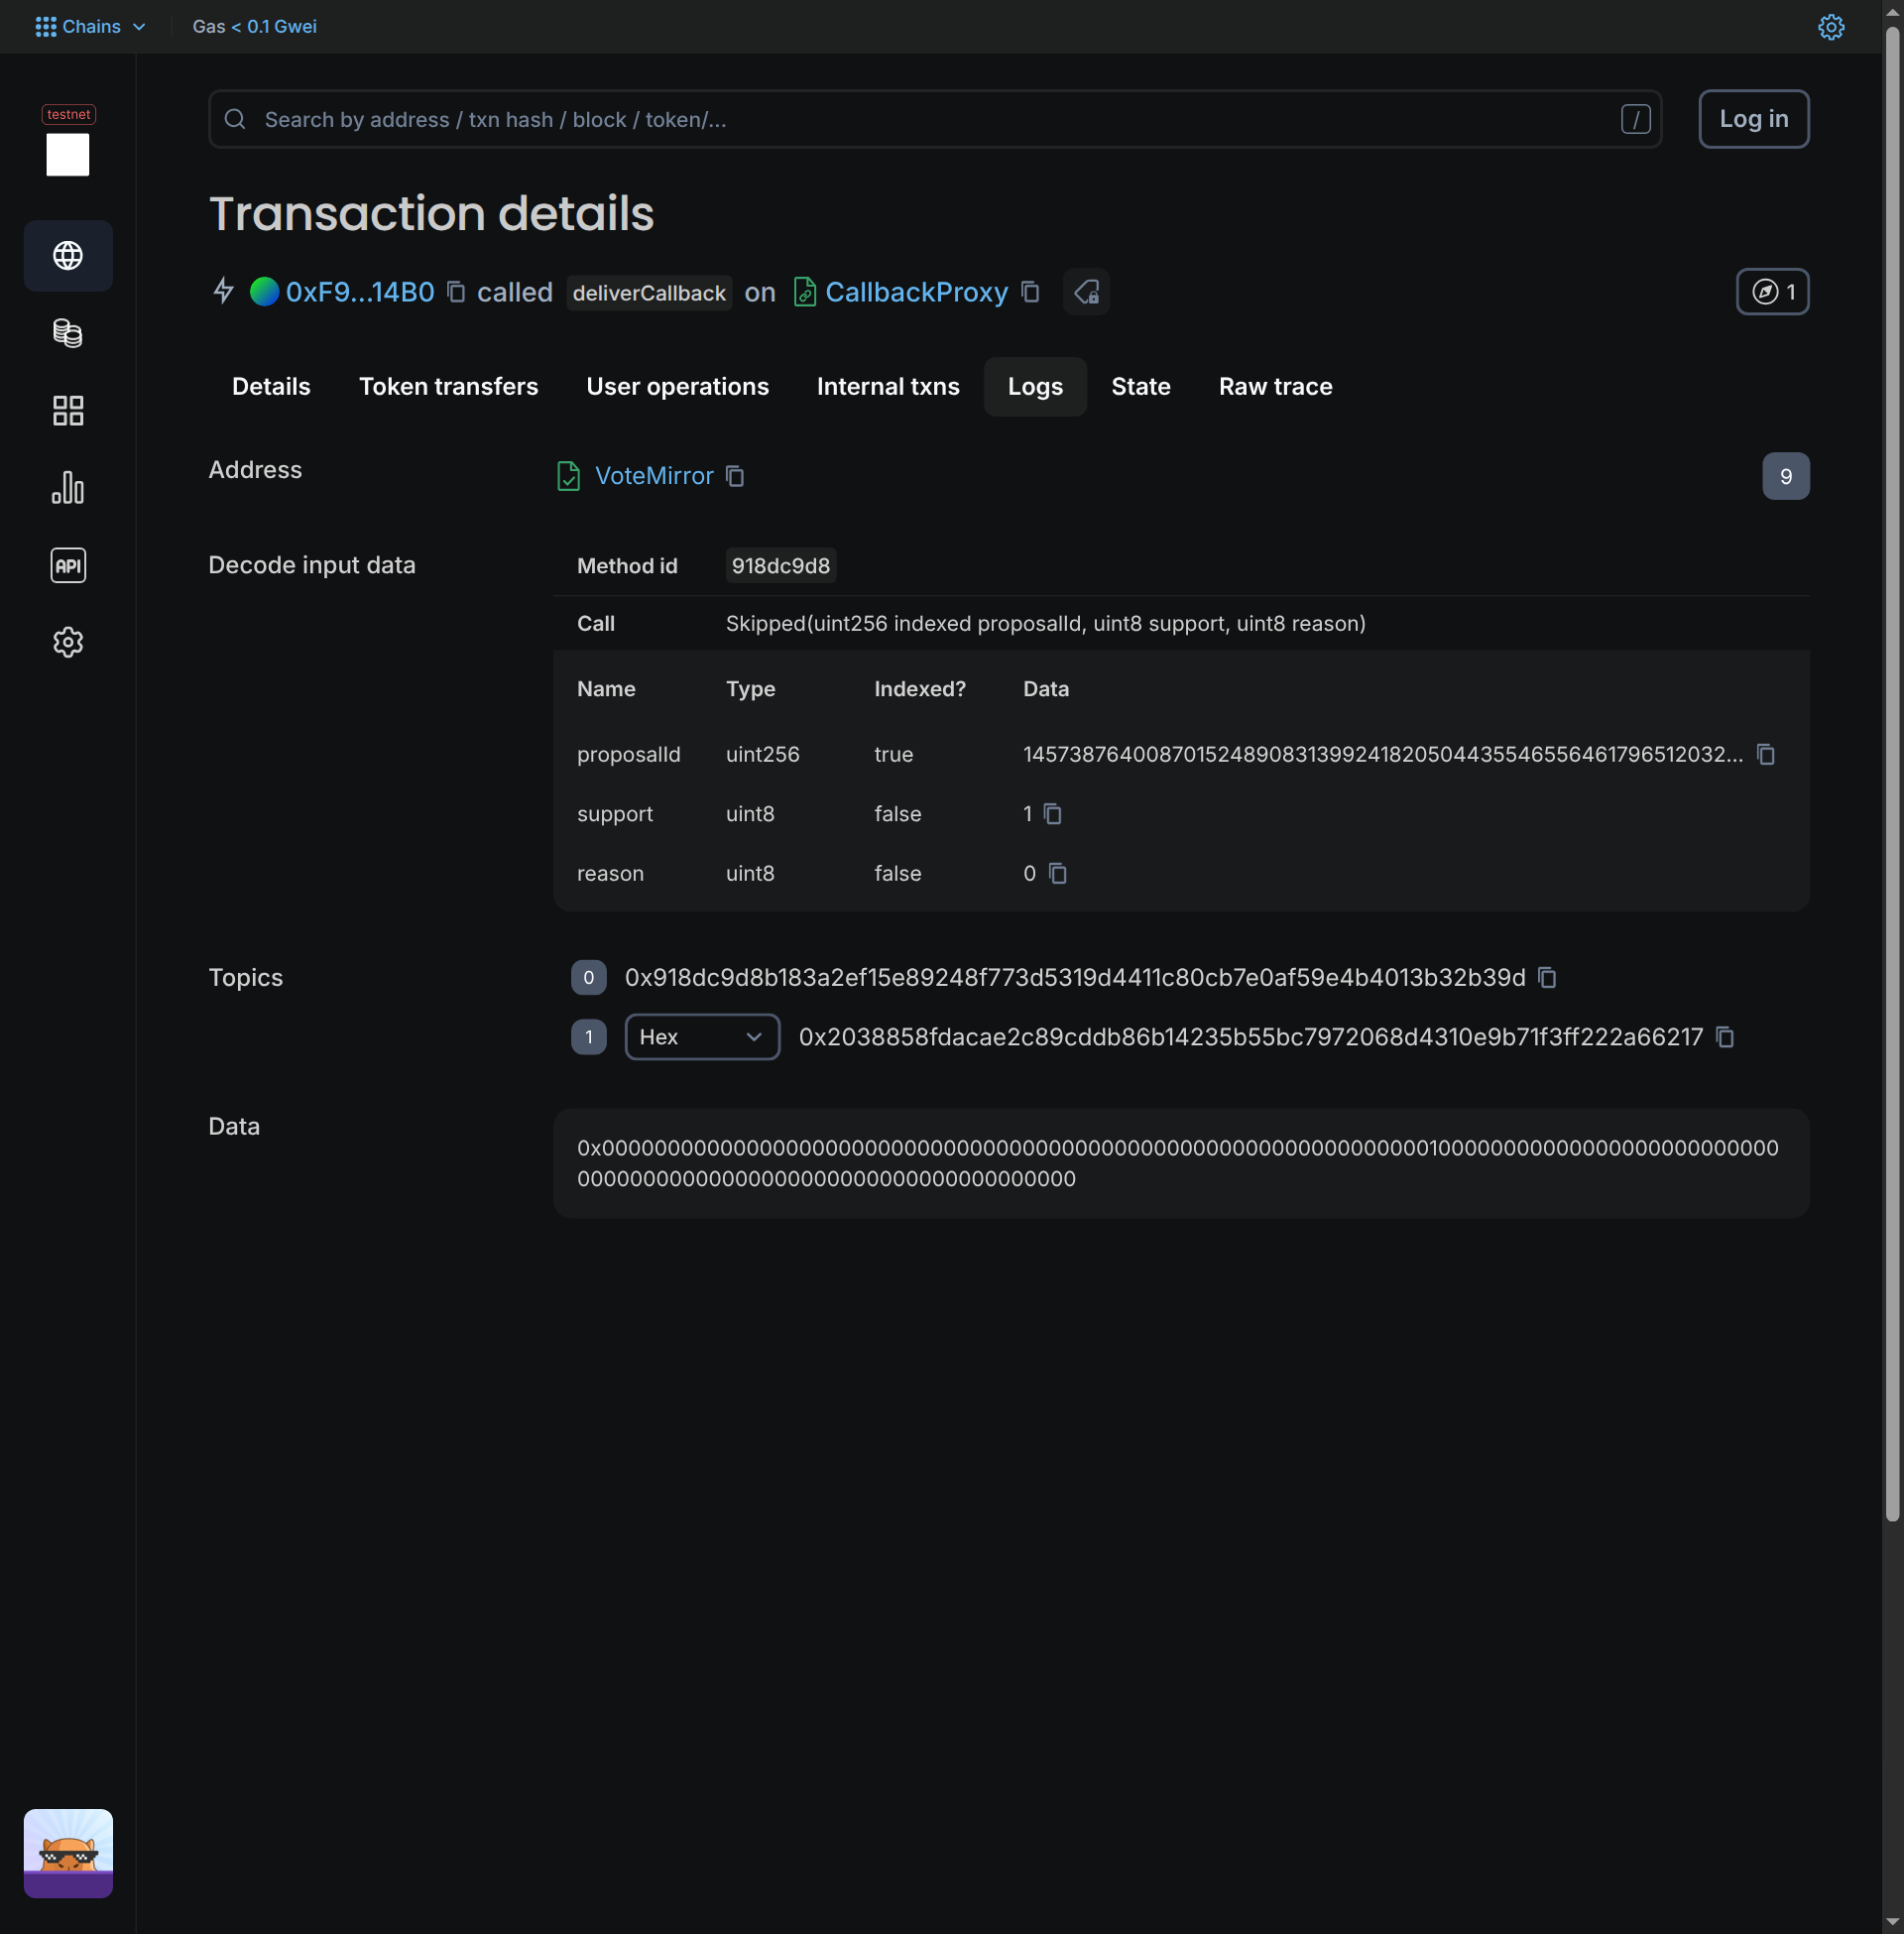 Chains
Gas < 0.1 Gwei
testnet
Search by address / txn hash / block / token/...
/
Log in
Transaction details
0xF9...14B0 called deliverCallback on CallbackProxy
1
Details Token transfers User operations Internal txns Logs State Raw trace
Address VoteMirror 9
Decode input data Method id 918dc9d8
Call Skipped(uint256 indexed proposalId, uint8 support, uint8 reason)
Name Type Indexed? Data
proposalId uint256 true 145738764008701524890831399241820504435546556461796512032...
support uint8 false 1
reason uint8 false 0
API
Topics 0 0x918dc9d8b183a2ef15e89248f773d5319d4411c80cb7e0af59e4b4013b32b39d
1 Hex 0x2038858fdacae2c89cddb86b14235b55bc7972068d4310e9b71f3ff222a66217
Data
0x000000000000000000000000000000000000000000000000000000000000000100000000000000000000000000
00000000000000000000000000000000000000